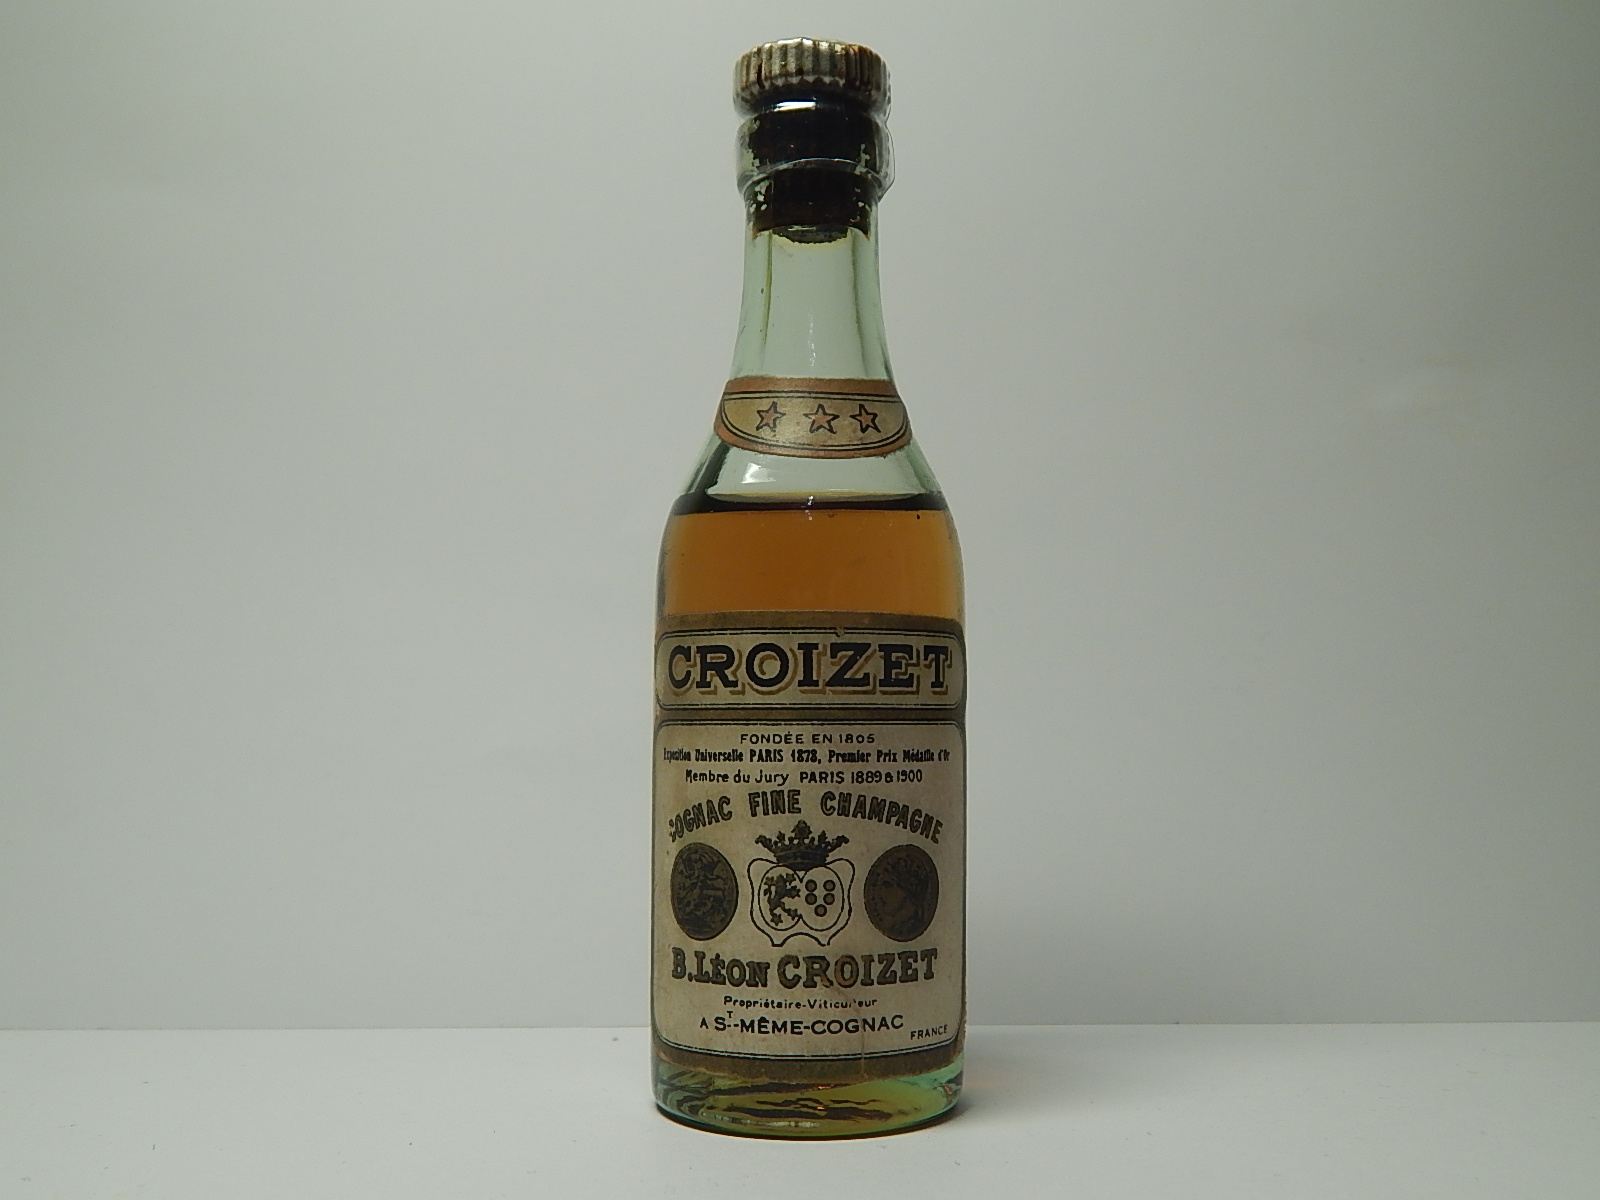 CROIZET
FONDÉE EN 1805
Exposition Universelle PARIS 1878, Premier Prix Médaille d'Or
Membre du Jury PARIS 1889 & 1900
COGNAC FINE CHAMPAGNE
B. LÉON CROIZET
Propriétaire-Viticulteur
A ST-MÊME-COGNAC
FRANCE